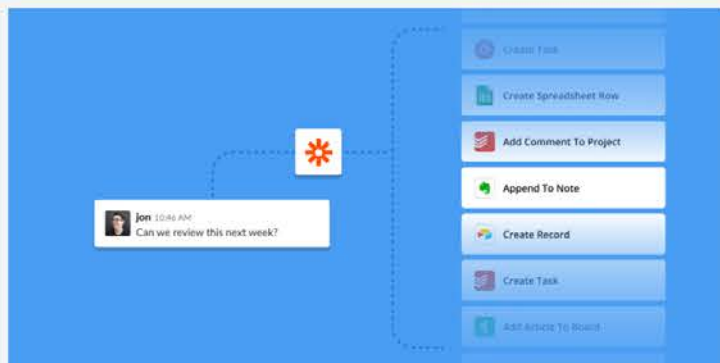 jon 10:46 AM
Can we review this next week?
Create Task
Create Spreadsheet Row
Add Comment To Project
Append To Note
Create Record
Create Task
Add Article To Board